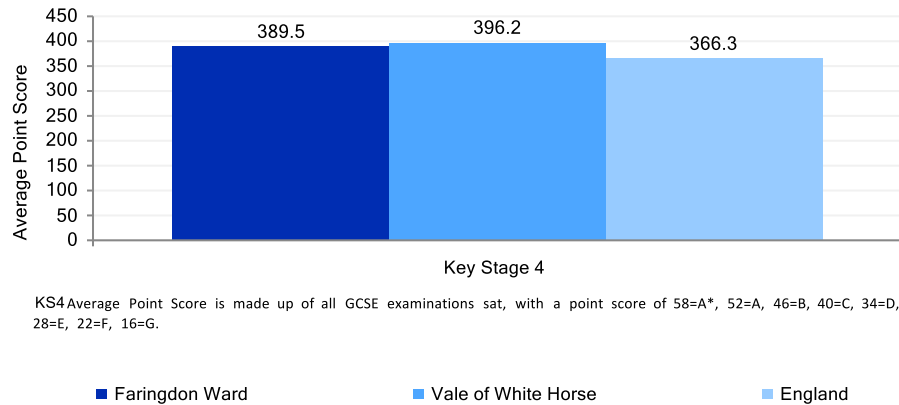 450
400
350
300
250
200
150
100
50
0
Average Point Score
389.5
396.2
366.3
Key Stage 4
KS4 Average Point Score is made up of all GCSE examinations sat, with a point score of 58=A*, 52=A, 46=B, 40=C, 34=D,
28=E, 22=F, 16=G.
Faringdon Ward Vale of White Horse England